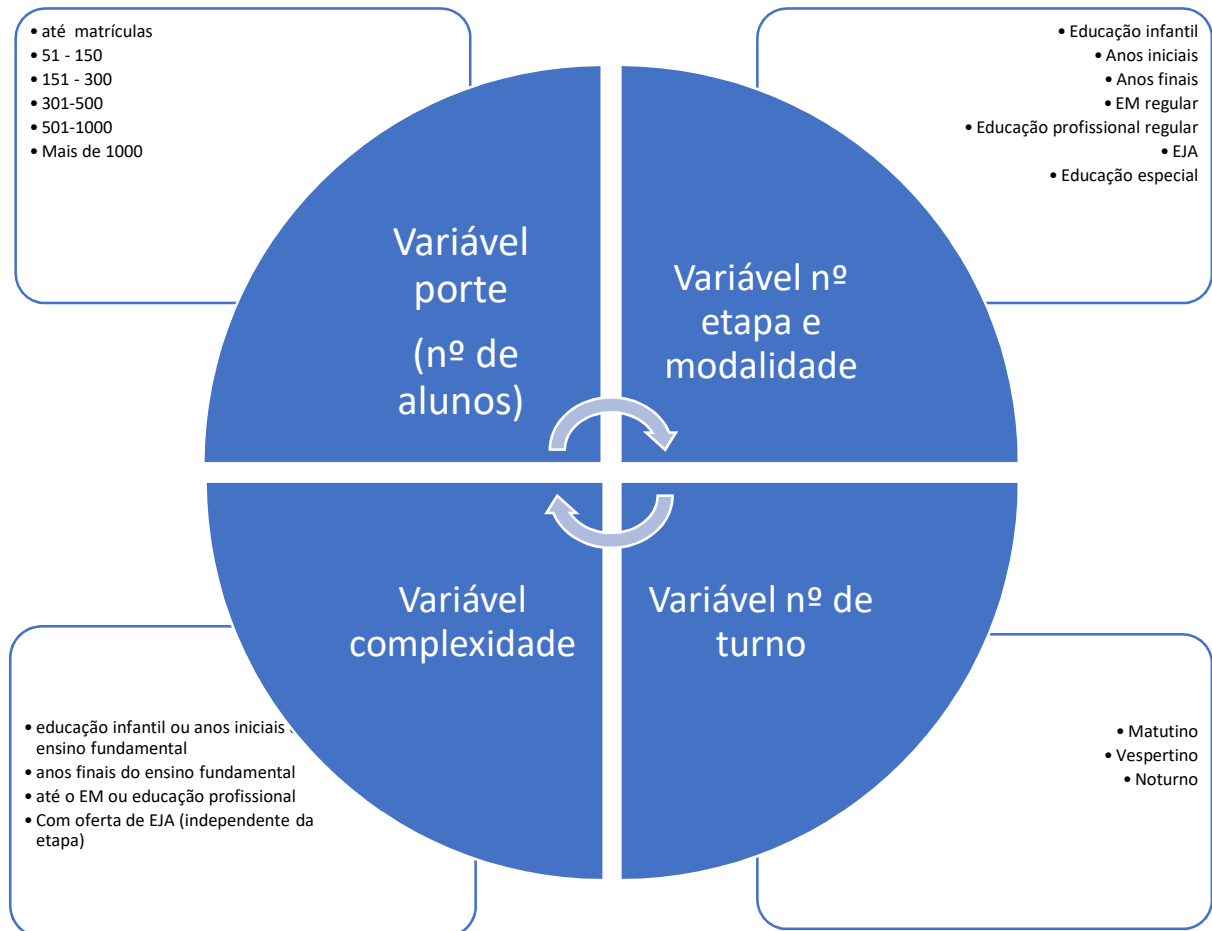 • até matrículas
• 51 - 150
• 151 - 300
• 301-500
• 501-1000
• Mais de 1000
• Educação infantil
• Anos iniciais
• Anos finais
• EM regular
• Educação profissional regular
• EJA
• Educação especial
Variável
porte
(nº de
alunos)
Variável nº
etapa e
modalidade
Variável
complexidade
Variável nº de
turno
• educação infantil ou anos iniciais
ensino fundamental
• anos finais do ensino fundamental
• até o EM ou educação profissional
• Com oferta de EJA (independente da
etapa)
• Matutino
• Vespertino
• Noturno